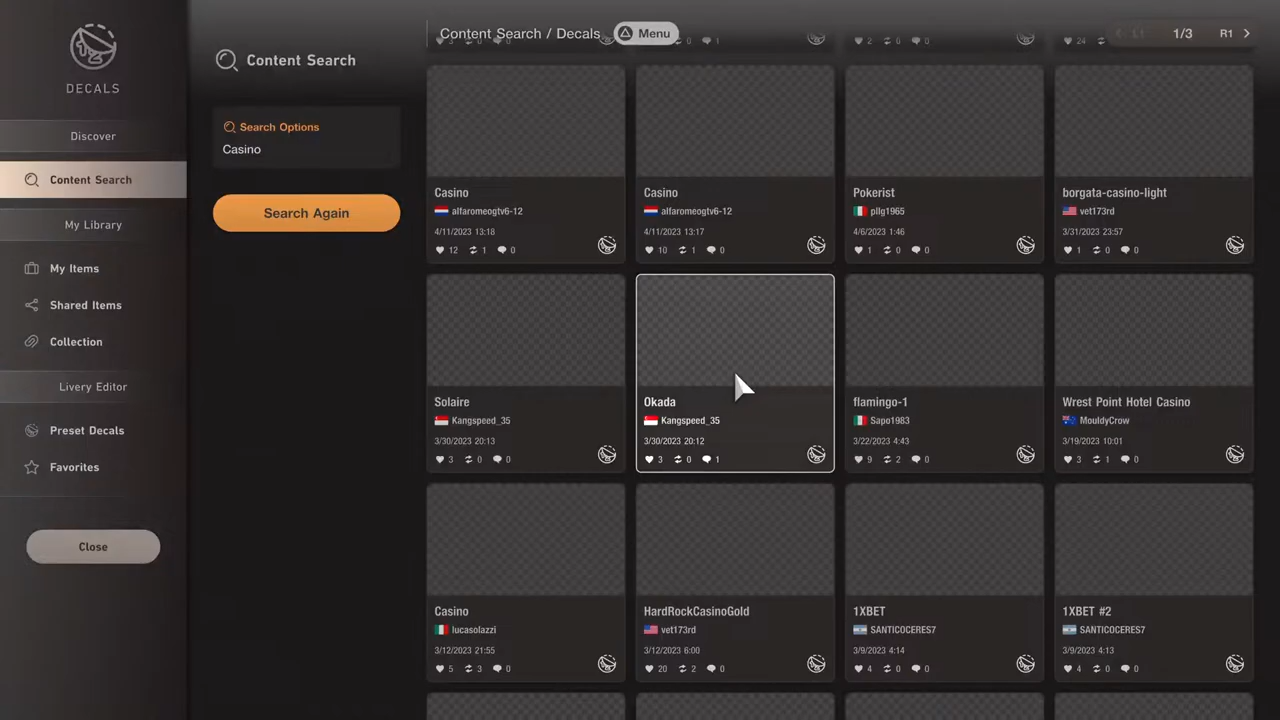 DECALS
Discover
Content Search
My Library
My Items
Shared Items
Collection
Livery Editor
Preset Decals
Favorites
Close
Content Search
Search Options
Casino
Search Again
Content Search / Decals
Menu
L1
1/3
R1
3 0 1
2 0
24
Casino
alfaromeogtv6-12
4/11/2023 13:18
12 1 0
Casino
alfaromeogtv6-12
4/11/2023 13:17
10 1 0
Pokerist
pllg1965
4/6/2023 1:46
1 0 0
borgata-casino-light
vet173rd
3/31/2023 23:57
1 0 0
Solaire
Kangspeed_35
3/30/2023 20:13
3 0 0
Okada
Kangspeed_35
3/30/2023 20:12
3 0 1
flamingo-1
Sapo1983
3/22/2023 4:43
9 2 0
Wrest Point Hotel Casino
MouldyCrow
3/19/2023 10:01
3 1 0
Casino
lucasolazzi
3/12/2023 21:55
5 3 0
HardRockCasinoGold
vet173rd
3/12/2023 6:00
20 2 0
1XBET
SANTICOCERES7
3/9/2023 4:14
4 0 0
1XBET #2
SANTICOCERES7
3/9/2023 4:13
4 0 0